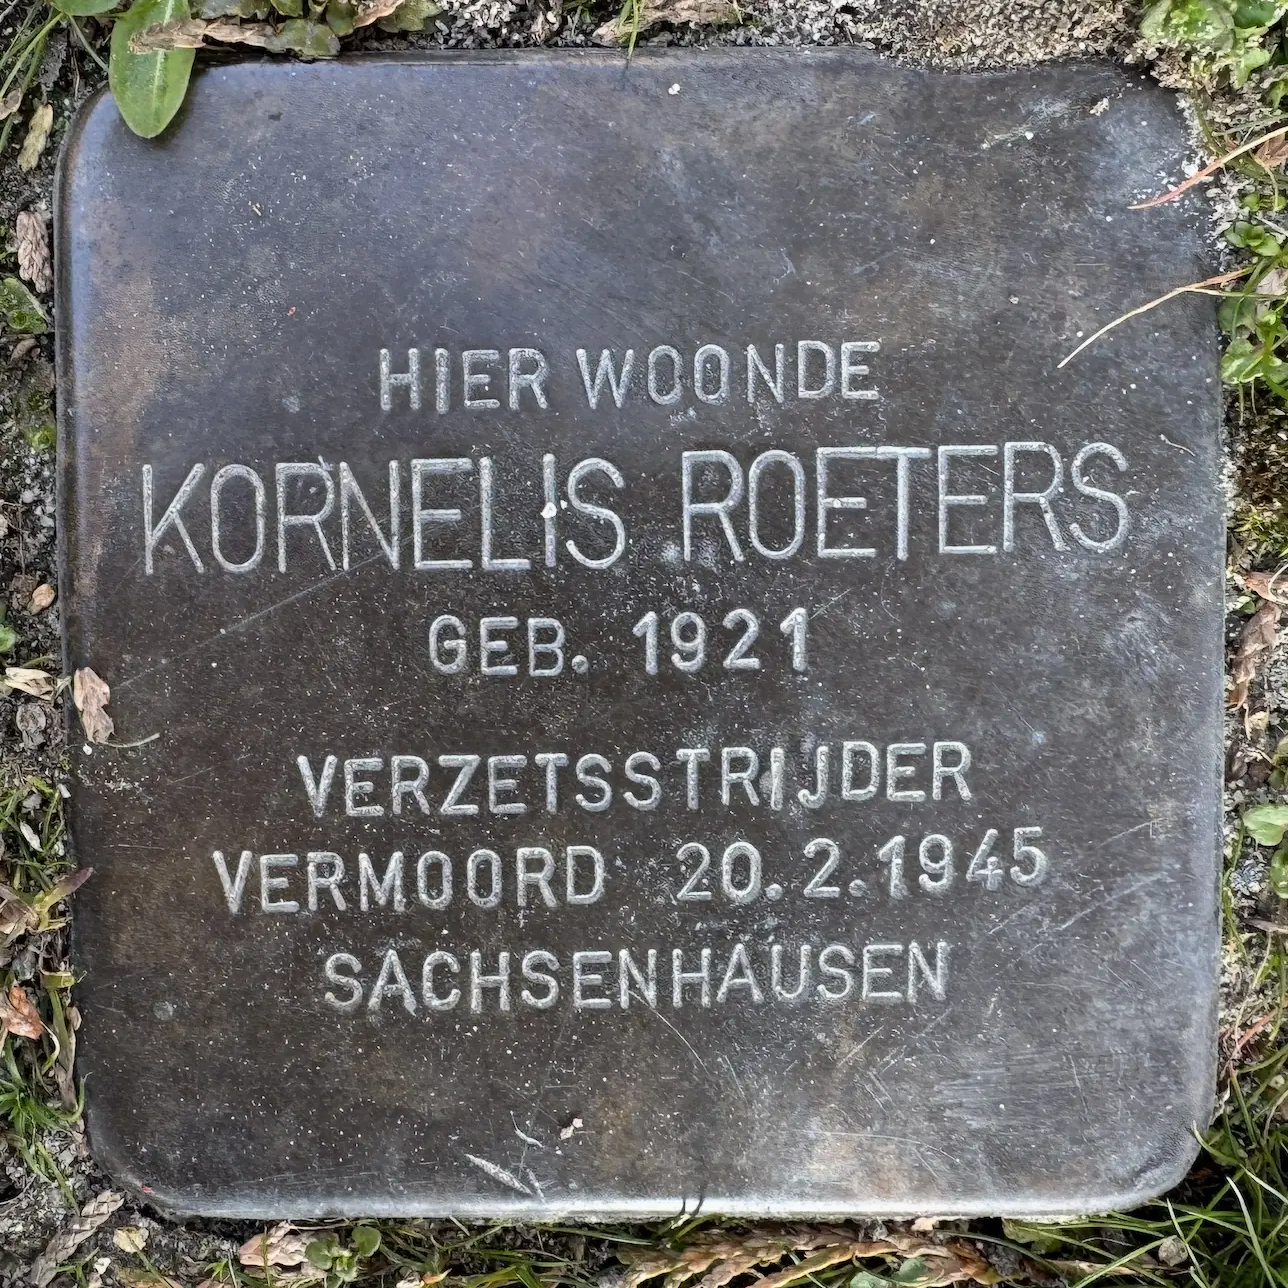 HIER WOONDE
KORNELIS ROETERS
GEB. 1921
VERZETSSTRIJDER
VERMOORD 20.2.1945
SACHSENHAUSEN